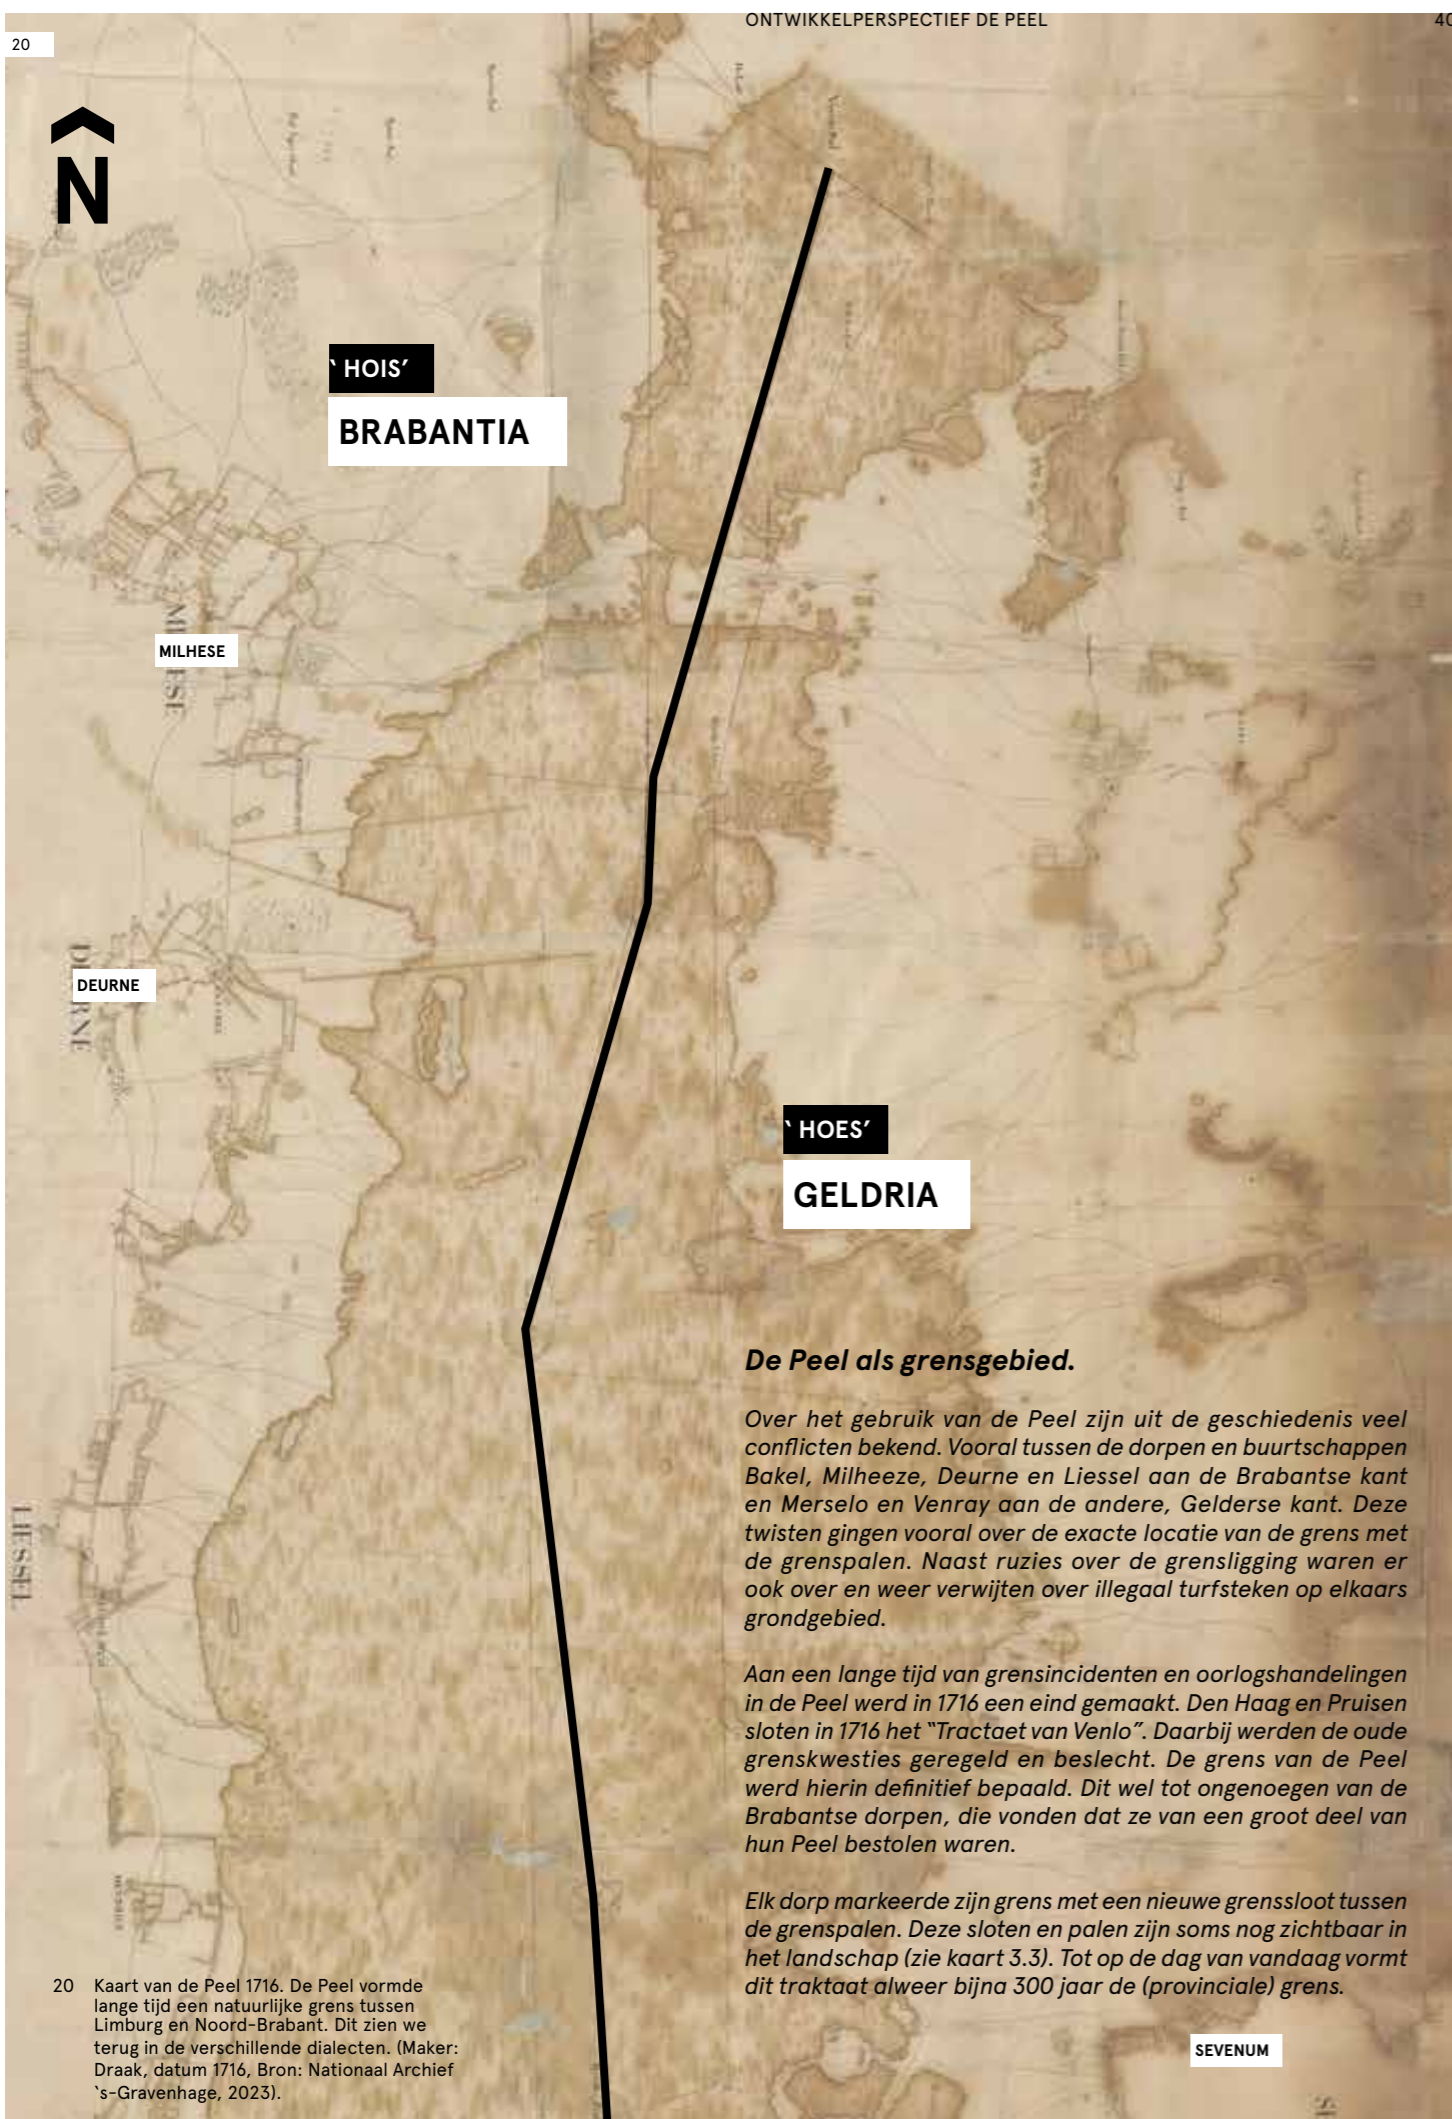 ONTWIKKELPERSPECTIEF DE PEEL
40
20
N
‘ HOIS’
BRABANTIA
MILHESE
DEURNE
‘ HOES’
GELDRIA
LIESSEL
De Peel als grensgebied.
Over het gebruik van de Peel zijn uit de geschiedenis veel
conflicten bekend. Vooral tussen de dorpen en buurtschappen
Bakel, Milheeze, Deurne en Liessel aan de Brabantse kant
en Merselo en Venray aan de andere, Gelderse kant. Deze
twisten gingen vooral over de exacte locatie van de grens met
de grenspalen. Naast ruzies over de grensligging waren er
ook over en weer verwijten over illegaal turfsteken op elkaars
grondgebied.
Aan een lange tijd van grensincidenten en oorlogshandelingen
in de Peel werd in 1716 een eind gemaakt. Den Haag en Pruisen
sloten in 1716 het “Tractaet van Venlo”. Daarbij werden de oude
grenskwesties geregeld en beslecht. De grens van de Peel
werd hierin definitief bepaald. Dit wel tot ongenoegen van de
Brabantse dorpen, die vonden dat ze van een groot deel van
hun Peel bestolen waren.
Elk dorp markeerde zijn grens met een nieuwe grenssloot tussen
de grenspalen. Deze sloten en palen zijn soms nog zichtbaar in
het landschap (zie kaart 3.3). Tot op de dag van vandaag vormt
dit traktaat alweer bijna 300 jaar de (provinciale) grens.
20 Kaart van de Peel 1716. De Peel vormde
lange tijd een natuurlijke grens tussen
Limburg en Noord-Brabant. Dit zien we
terug in de verschillende dialecten. (Maker:
Draak, datum 1716, Bron: Nationaal Archief
‘s-Gravenhage, 2023).
SEVENUM